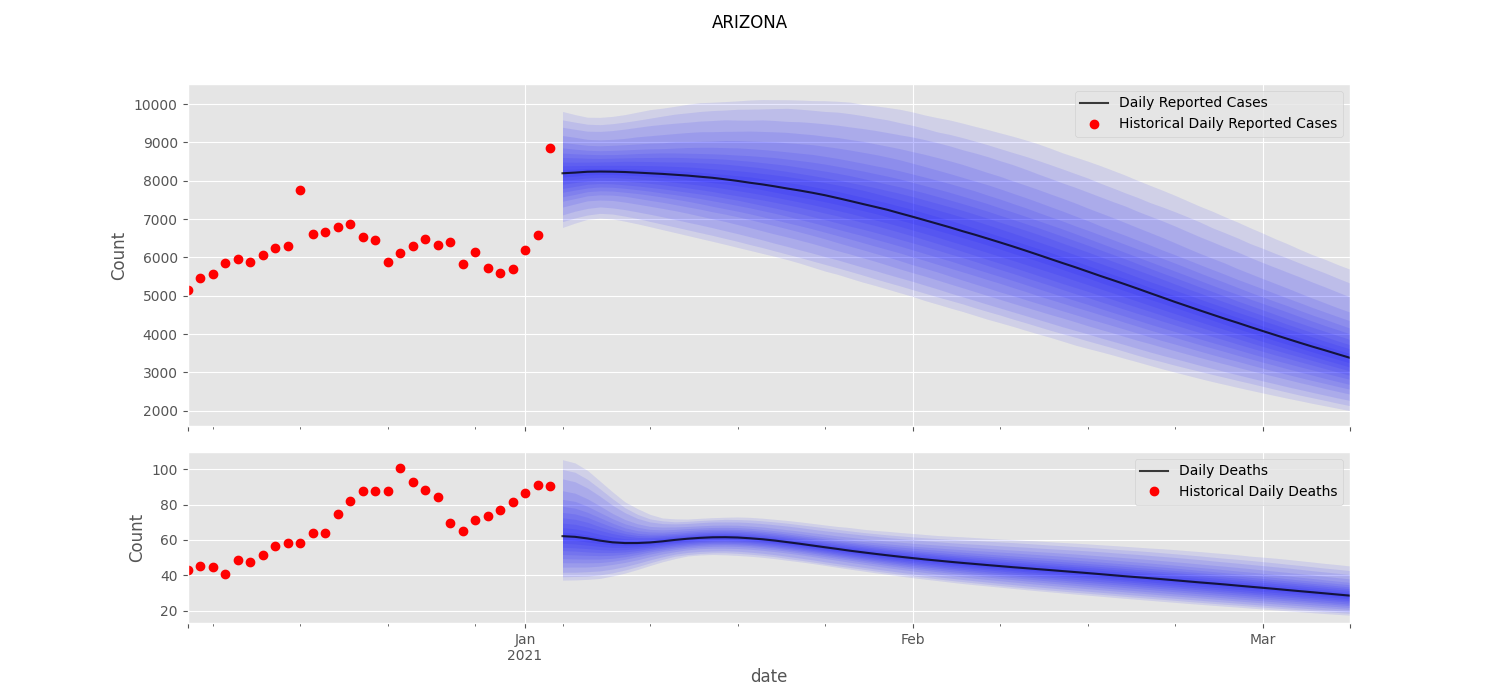 ARIZONA
Daily Reported Cases
Historical Daily Reported Cases
10000
9000
8000
7000
6000
5000
4000
3000
2000
Count
Daily Deaths
Historical Daily Deaths
100
80
60
40
20
Count
Jan
2021
Feb
Mar
date